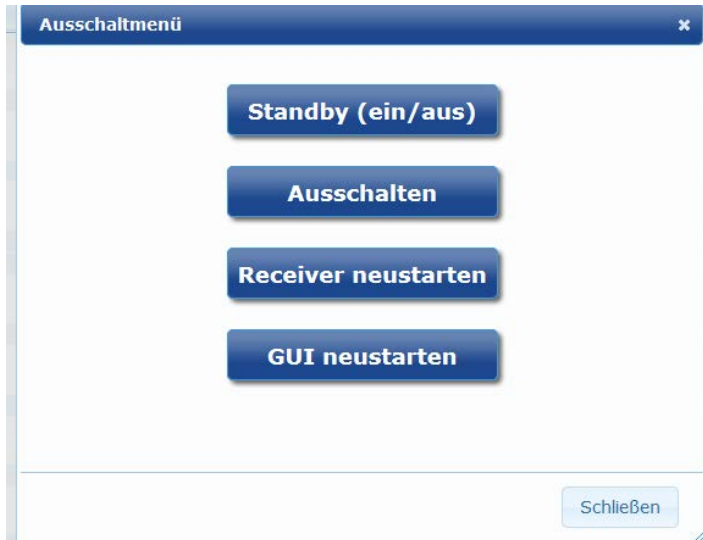 Ausschaltmenü
Standby (ein/aus)
Ausschalten
Receiver neustarten
GUI neustarten
Schließen